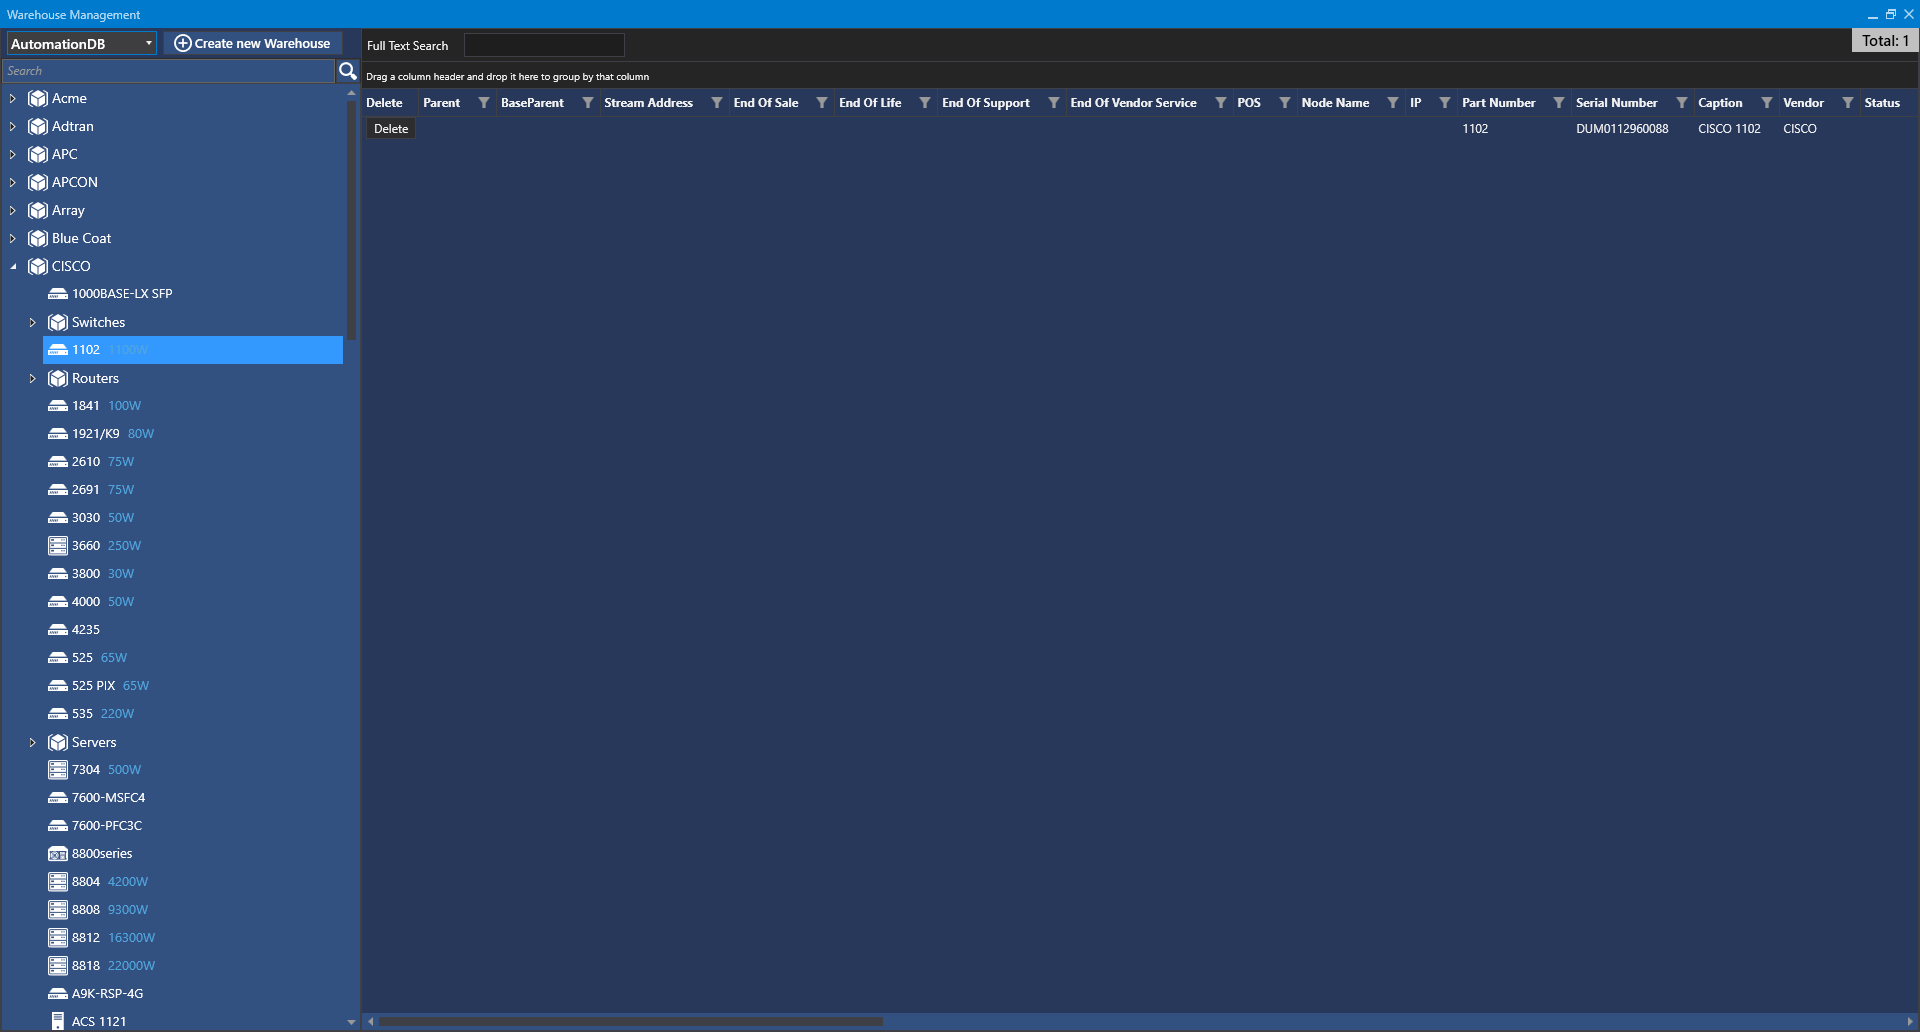 Warehouse Management
AutomationDB
Create new Warehouse
Search
Acme
Adtran
APC
APCON
Array
Blue Coat
CISCO
1000BASE-LX SFP
Switches
1102 1100W
Routers
1841 100W
1921/K9 80W
2610 75W
2691 75W
3030 50W
3660 250W
3800 30W
4000 50W
4235
525 65W
525 PIX 65W
535 220W
Servers
7304 500W
7600-MSFC4
7600-PFC3C
8800series
8804 4200W
8808 9300W
8812 16300W
8818 22000W
A9K-RSP-4G
ACS 1121
Full Text Search
Total: 1
Drag a column header and drop it here to group by that column
Delete Parent BaseParent Stream Address End Of Sale End Of Life End Of Support End Of Vendor Service POS Node Name IP Part Number Serial Number Caption Vendor Status
Delete 1102 DUM0112960088 CISCO 1102 CISCO